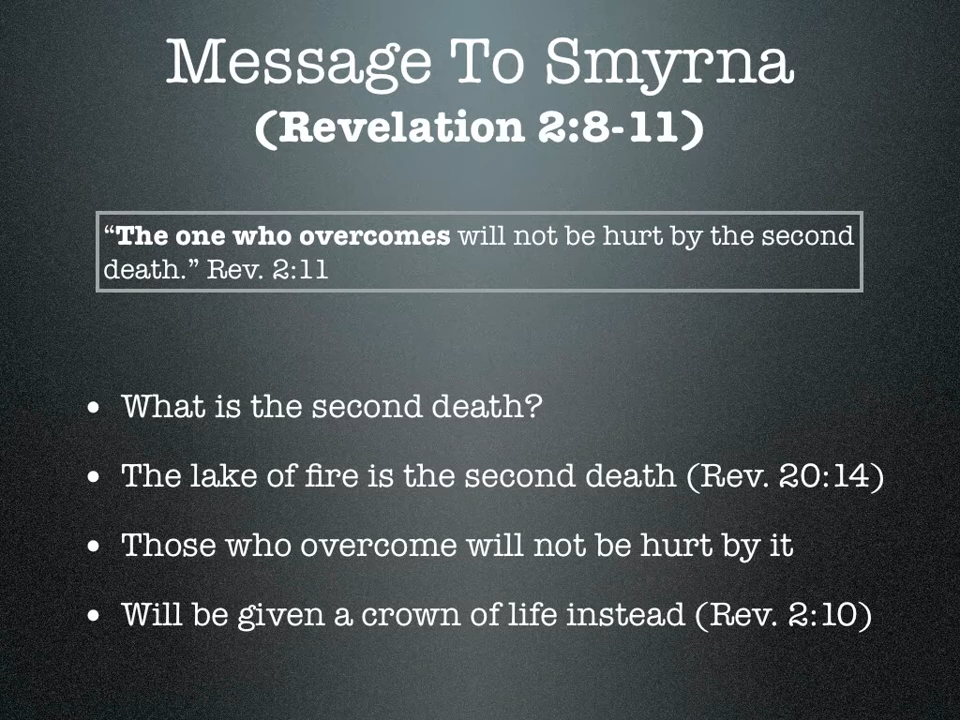 Message To Smyrna
(Revelation 2:8-11)
“The one who overcomes will not be hurt by the second
death.” Rev. 2:11
• What is the second death?
• The lake of fire is the second death (Rev. 20:14)
• Those who overcome will not be hurt by it
• Will be given a crown of life instead (Rev. 2:10)